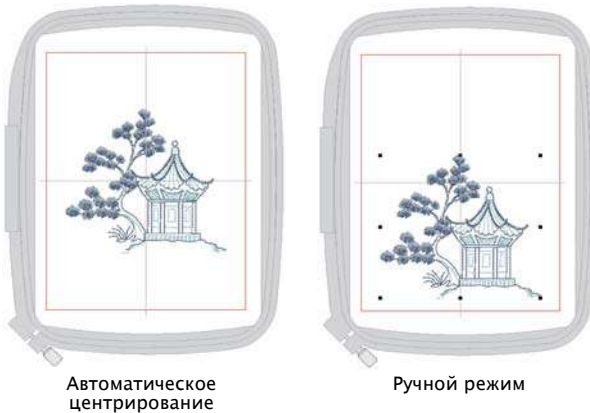 Автоматическое
центрирование
Ручной режим